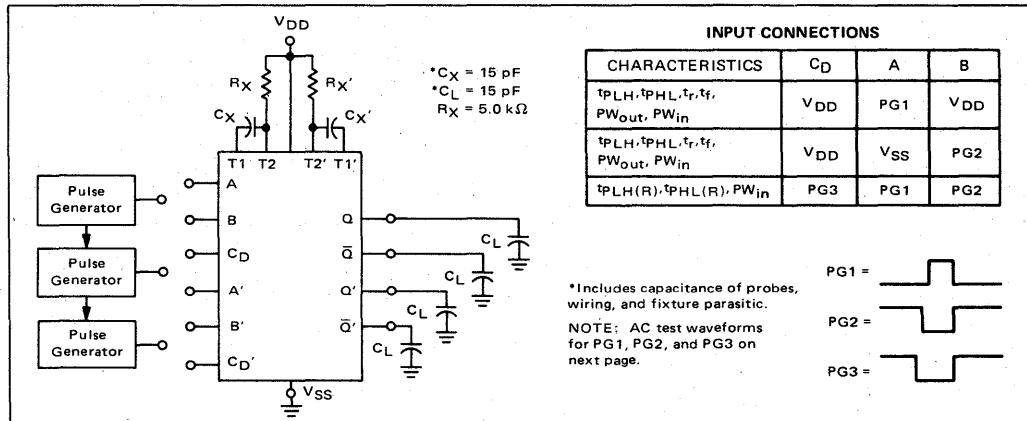 VDD
RX
RX'
*CX = 15 pF
*CL = 15 pF
RX = 5.0 kΩ
CX
CX'
T1 T2 T2' T1'
Pulse Generator
Pulse Generator
Pulse Generator
A
B
CD
A'
B'
CD'
Q
Q̅
Q'
Q̅'
CL
CL
CL
CL
VSS
INPUT CONNECTIONS
CHARACTERISTICS CD A B
tPLH, tPHL, tr, tf,
PWout, PWin VDD PG1 VDD
tPLH, tPHL, tr, tf,
PWout, PWin VDD VSS PG2
tPLH(R), tPHL(R), PWin PG3 PG1 PG2
*Includes capacitance of probes,
wiring, and fixture parasitic.
NOTE: AC test waveforms
for PG1, PG2, and PG3 on
next page.
PG1 =
PG2 =
PG3 =